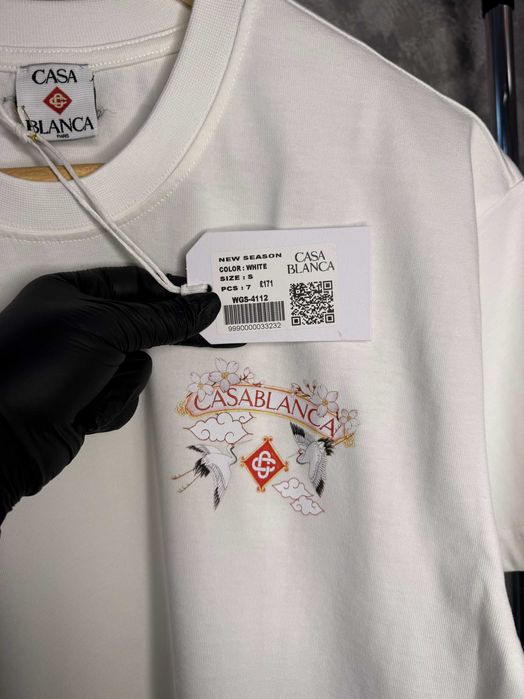 CASA
BLANCA
PARIS
NEW SEASON
COLOR : WHITE
SIZE : S
PCS : 7 £171
WGS-4112
9990000033232
CASA
BLANCA
CASABLANCA